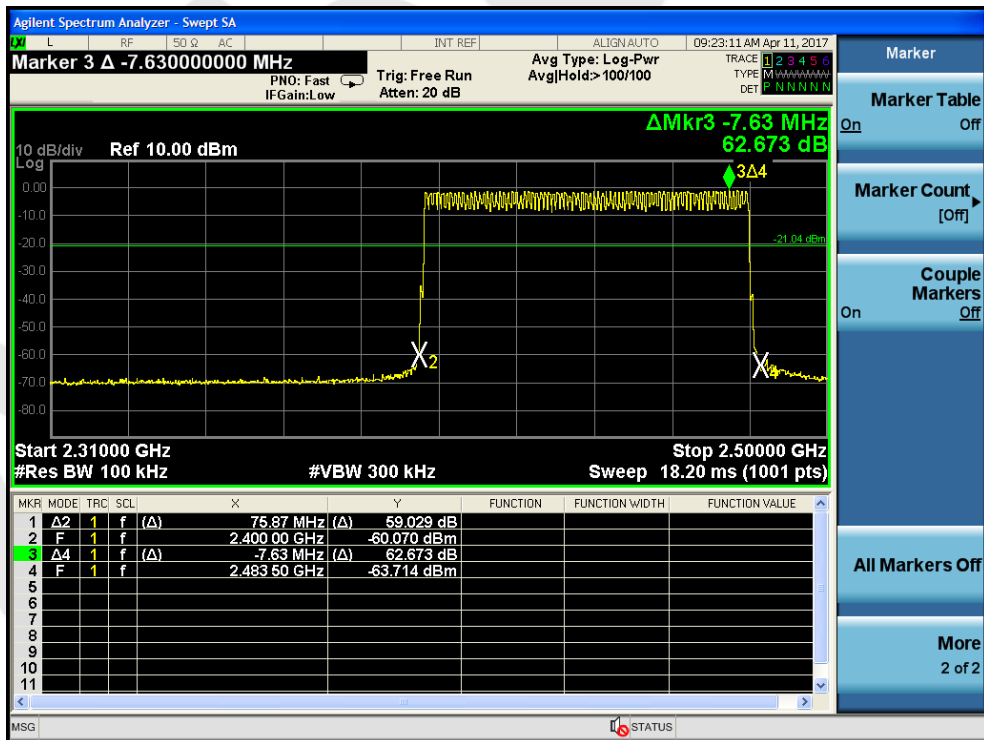 Agilent Spectrum Analyzer - Swept SA
LXI L RF 50 Ω AC INT REF ALIGN AUTO 09:23:11 AM Apr 11, 2017
Marker 3 Δ -7.630000000 MHz
PNO: Fast
IFGain:Low
Trig: Free Run
Atten: 20 dB
Avg Type: Log-Pwr
Avg|Hold:> 100/100
TRACE 1 2 3 4 5 6
TYPE M
DET P N N N N N
ΔMkr3 -7.63 MHz
62.673 dB
10 dB/div Ref 10.00 dBm
Log
3Δ4
0.00
-10.0
-20.0
-21.04 dBm
-30.0
-40.0
-50.0
-60.0
2
4
-70.0
-80.0
Start 2.31000 GHz Stop 2.50000 GHz
#Res BW 100 kHz #VBW 300 kHz Sweep 18.20 ms (1001 pts)
MKR MODE TRC SCL X Y FUNCTION FUNCTION WIDTH FUNCTION VALUE
1 Δ2 1 f (Δ) 75.87 MHz (Δ) 59.029 dB
2 F 1 f 2.400 00 GHz -60.070 dBm
3 Δ4 1 f (Δ) -7.63 MHz (Δ) 62.673 dB
4 F 1 f 2.483 50 GHz -63.714 dBm
5
6
7
8
9
10
11
MSG STATUS
Marker
Marker Table
On Off
Marker Count
[Off]
Couple
Markers
On Off
All Markers Off
More
2 of 2